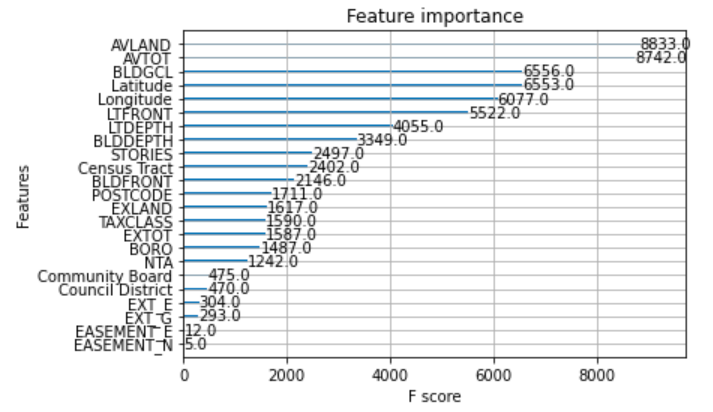 Feature importance
AVLAND 8833.0
AVTOT 8742.0
BLDGCL 6556.0
Latitude 6553.0
Longitude 6077.0
LTFRONT 5522.0
LTDEPTH 4055.0
BLDDEPTH 3349.0
STORIES 2497.0
Census Tract 2402.0
BLDFRONT 2146.0
POSTCODE 1711.0
EXLAND 1617.0
TAXCLASS 1590.0
EXTOT 1587.0
BORO 1487.0
NTA 1242.0
Community Board 475.0
Council District 470.0
EXT_E 304.0
EXT_G 293.0
EASEMENT_E 12.0
EASEMENT_N 5.0
Features
0 2000 4000 6000 8000
F score